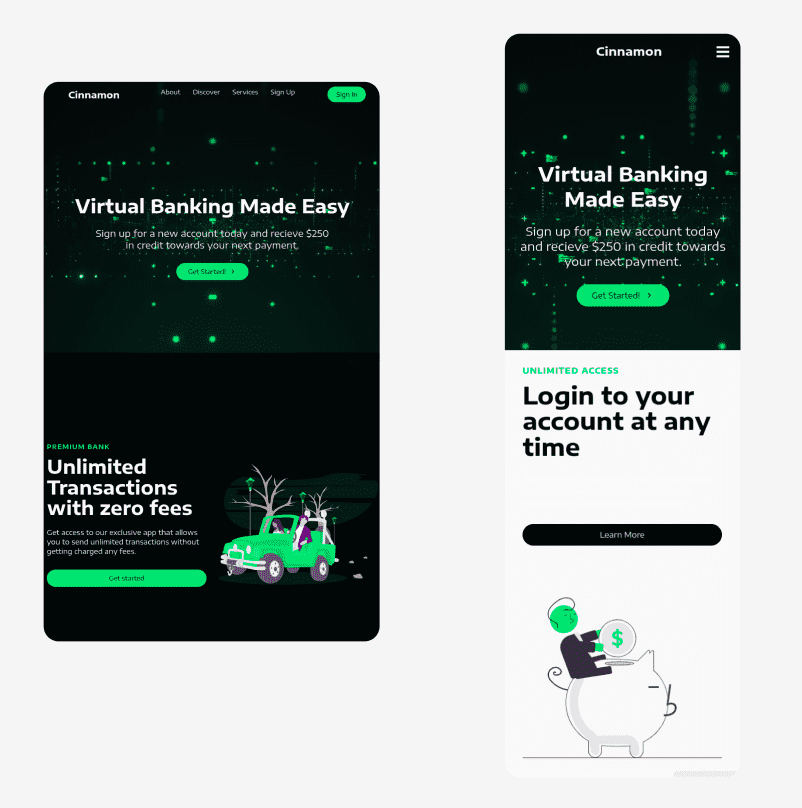 Cinnamon
About Discover Services Sign Up
Sign In
Virtual Banking Made Easy
Sign up for a new account today and recieve $250
in credit towards your next payment.
Get Started!
PREMIUM BANK
Unlimited
Transactions
with zero fees
Get access to our exclusive app that allows
you to send unlimited transactions without
getting charged any fees.
Get started
Cinnamon
Virtual Banking
Made Easy
Sign up for a new account today
and recieve $250 in credit towards
your next payment.
Get Started!
UNLIMITED ACCESS
Login to your
account at any
time
Learn More
$